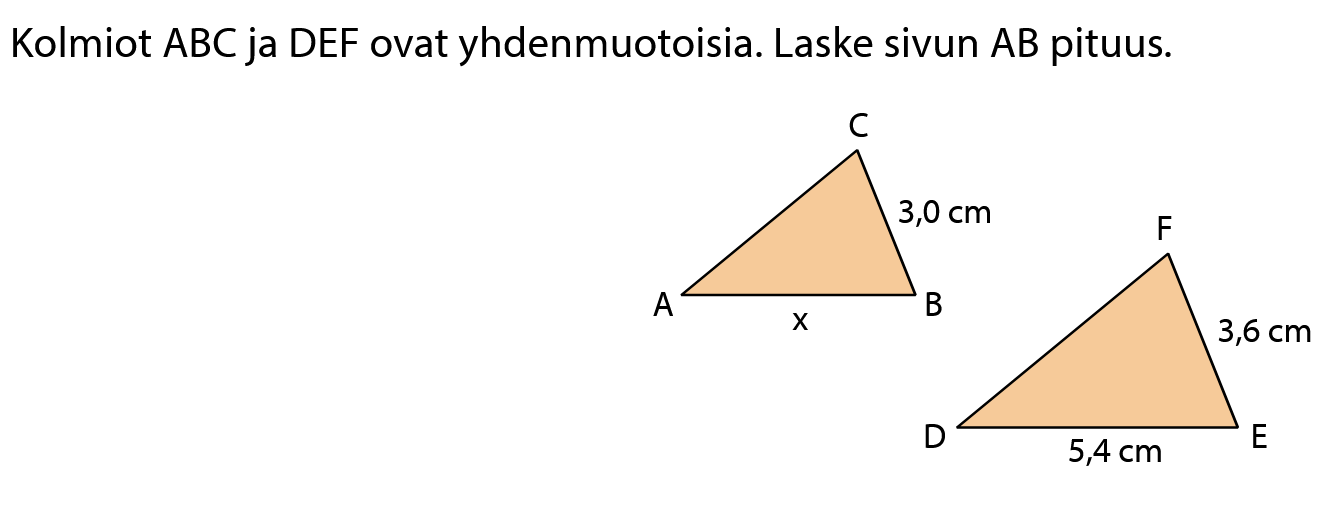 Kolmiot ABC ja DEF ovat yhdenmuotoisia. Laske sivun AB pituus.
C
3,0 cm
A
B
x
F
3,6 cm
D
E
5,4 cm